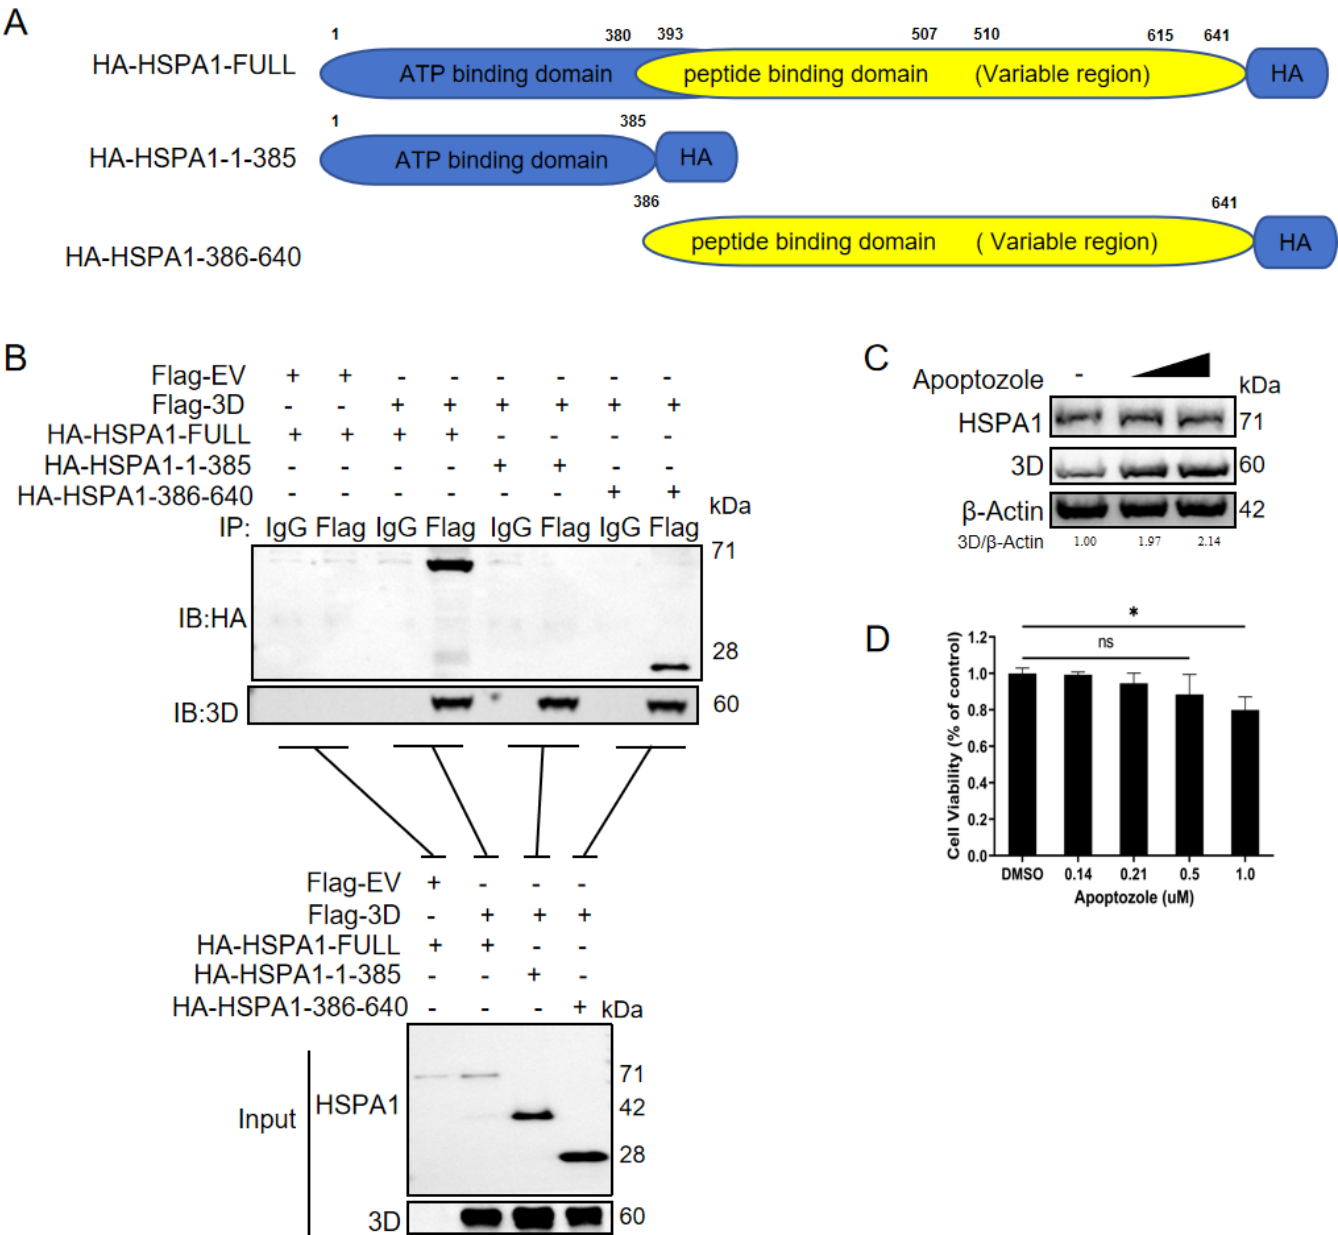 A
1 380 393 507 510 615 641
HA-HSPA1-FULL ATP binding domain peptide binding domain (Variable region) HA
1 385
HA-HSPA1-1-385 ATP binding domain HA
386 641
HA-HSPA1-386-640 peptide binding domain ( Variable region) HA
B
Flag-EV + + - - - - - -
Flag-3D - - + + + + + +
HA-HSPA1-FULL + + + + - - - -
HA-HSPA1-1-385 - - - - + + - -
HA-HSPA1-386-640 - - - - - - + +
kDa
IP: IgG Flag IgG Flag IgG Flag IgG Flag
71
IB:HA
28
IB:3D 60
Flag-EV + - - -
Flag-3D - + + +
HA-HSPA1-FULL + + - -
HA-HSPA1-1-385 - - + -
HA-HSPA1-386-640 - - - + kDa
71
Input HSPA1 42
28
3D 60
C
Apoptozole - kDa
HSPA1 71
3D 60
β-Actin 42
3D/β-Actin 1.00 1.97 2.14
D
*
ns
Cell Viability (% of control)
1.2
1.0
0.8
0.6
0.4
0.2
0.0
DMSO 0.14 0.21 0.5 1.0
Apoptozole (uM)